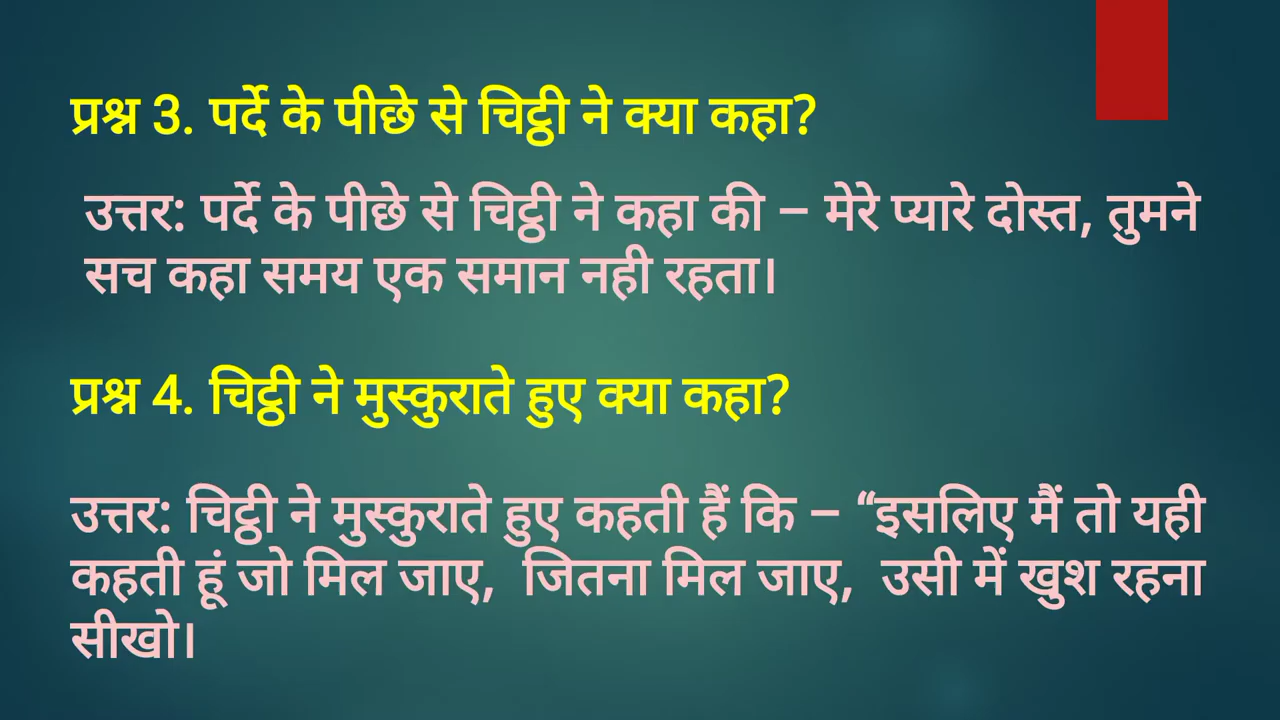 प्रश्न 3. पर्दे के पीछे से चिट्ठी ने क्या कहा?
उत्तर: पर्दे के पीछे से चिट्ठी ने कहा की – मेरे प्यारे दोस्त, तुमने
सच कहा समय एक समान नही रहता।
प्रश्न 4. चिट्ठी ने मुस्कुराते हुए क्या कहा?
उत्तर: चिट्ठी ने मुस्कुराते हुए कहती हैं कि – “इसलिए मैं तो यही
कहती हूं जो मिल जाए, जितना मिल जाए, उसी में खुश रहना
सीखो।